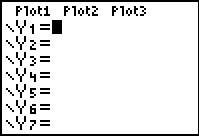 Plot1 Plot2 Plot3
\Y1=
\Y2=
\Y3=
\Y4=
\Y5=
\Y6=
\Y7=